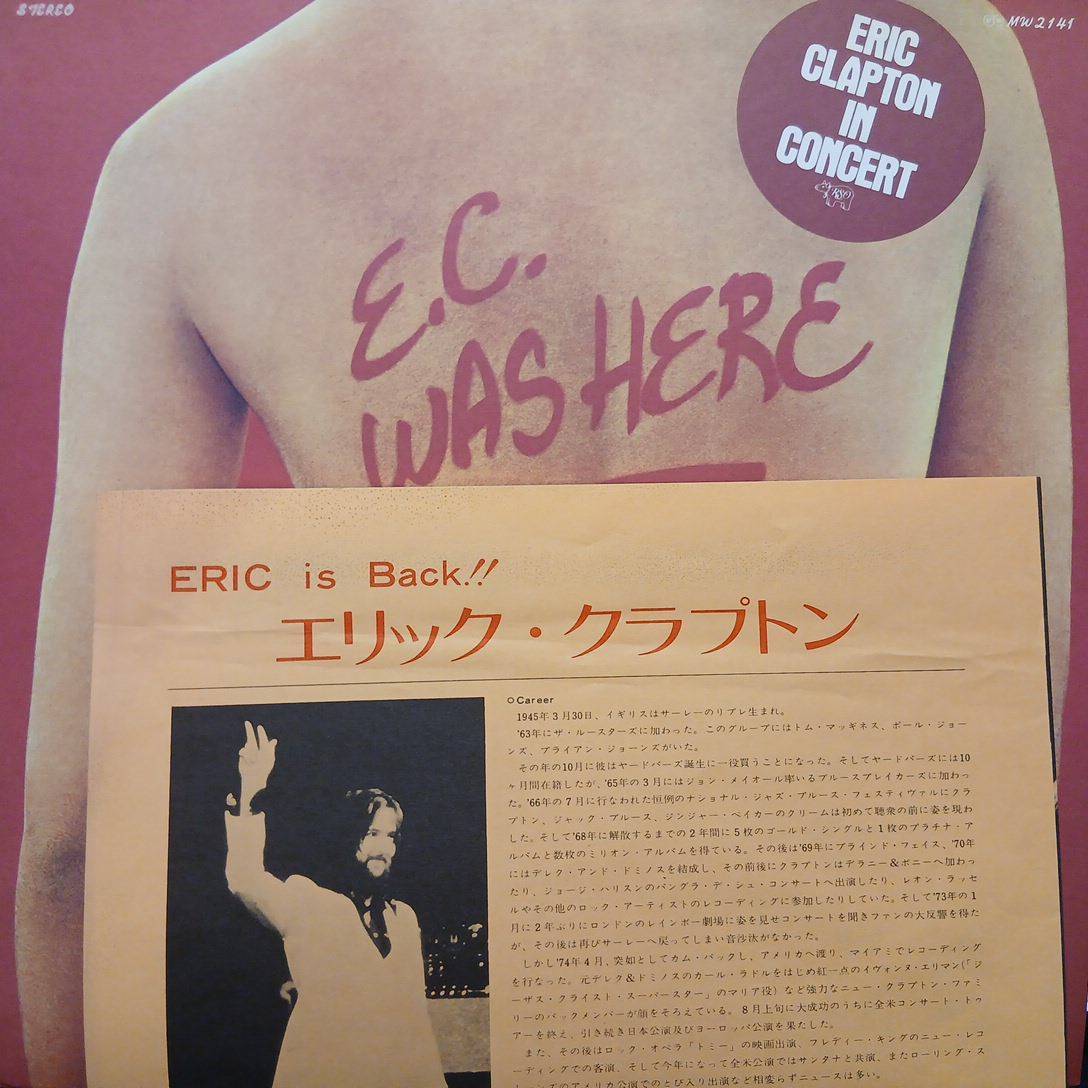 STEREO
MW 2141
ERIC
CLAPTON
IN
CONCERT
RSO
E.C.
WAS HERE
ERIC is Back!!
エリック・クラプトン
○Career
1945年3月30日、イギリスはサーレーのリプレ生まれ。
'63年にザ・ルースターズに加わった。このグループにはトム・マッギネス、ポール・ジョー
ンズ、ブライアン・ジョーンズがいた。
その年の10月に彼はヤードバーズ誕生に一役買うことになった。そしてヤードバーズには10
ヶ月間在籍したが、'65年の3月にはジョン・メイオール率いるブルースブレイカーズに加わっ
た。'66年の7月に行なわれた恒例のナショナル・ジャズ・ブルース・フェスティヴァルにクラ
プトン、ジャック・ブルース、ジンジャー・ベイカーのクリームは初めて聴衆の前に姿を現わ
した。そして'68年に解散するまでの2年間に5枚のゴールド・シングルと1枚のプラチナ・ア
ルバムと数枚のミリオン・アルバムを得ている。その後は'69年にブラインド・フェイス、'70年
にはデレク・アンド・ドミノスを結成し、その前後にクラプトンはデラニー&ボニーへ加わっ
たり、ジョージ・ハリスンのバングラ・デ・シュ・コンサートへ出演したり、レオン・ラッセ
ルやその他のロック・アーティストのレコーディングに参加したりしていた。そして'73年の1
月に2年ぶりにロンドンのレインボー劇場に姿を見せコンサートを聞きファンの大反響を得た
が、その後は再びサーレーへ戻ってしまい音沙汰がなかった。
しかし'74年4月、突如としてカム・バックし、アメリカへ渡り、マイアミでレコーディング
を行なった。元デレク&ドミノスのカール・ラドルをはじめ紅一点のイヴォンヌ・エリマン(「ジ
ーザス・クライスト・スーパースター」のマリア役)など強力なニュー・クラプトン・ファミ
リーのバックメンバーが顔をそろえている。8月上旬に大成功のうちに全米コンサート・トゥ
アーを終え、引き続き日本公演及びヨーロッパ公演を果たした。
また、その後はロック・オペラ「トミー」の映画出演、フレディー・キングのニュー・レコ
ーディングでの客演、そして今年になって全米公演ではサンタナと共演、またローリング・ス
トーンズのアメリカ公演でのとび入り出演など相変らずニュースは多い。